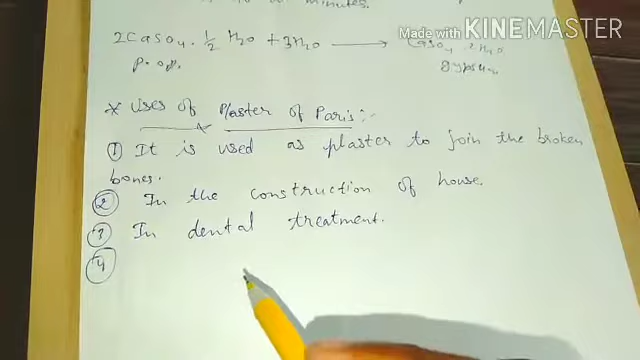 minutes.
Made with KINEMASTER
2CaSO4. 1/2 H2O + 3H2O → CaSO4. 2H2O.
P. O. P. gypsum
* Uses of Plaster of Paris :-
① It is used as plaster to join the broken
bones.
② In the construction of house.
③ In dental treatment.
④